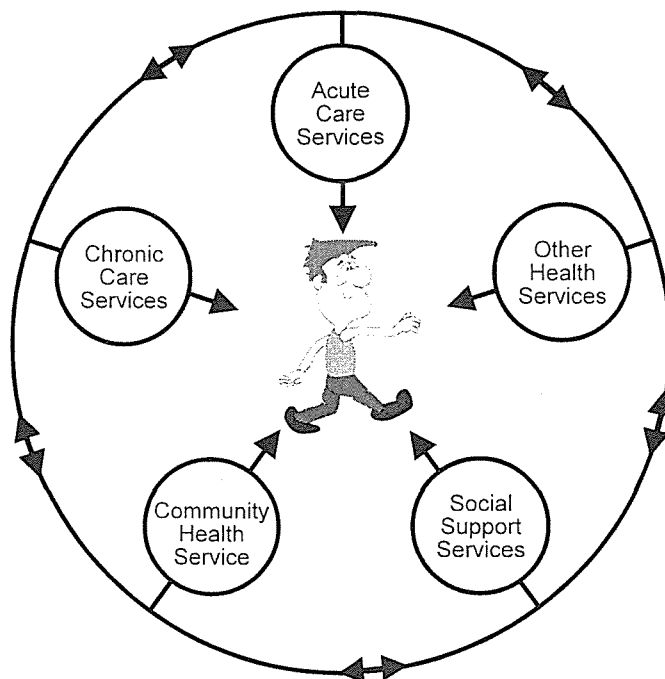 Acute
Care
Services
Chronic
Care
Services
Other
Health
Services
Community
Health
Service
Social
Support
Services